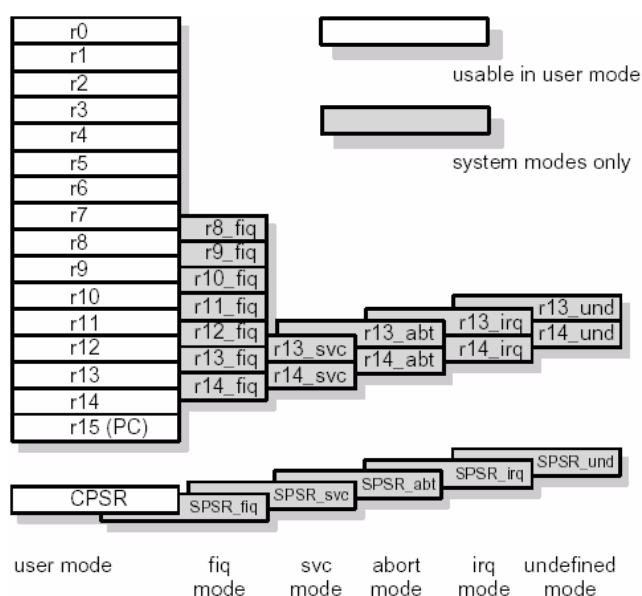 r0
r1
r2
r3
r4
r5
r6
r7
r8
r9
r10
r11
r12
r13
r14
r15 (PC)
CPSR
usable in user mode
system modes only
r8_fiq
r9_fiq
r10_fiq
r11_fiq
r12_fiq
r13_fiq
r14_fiq
r13_svc
r14_svc
r13_abt
r14_abt
r13_irq
r14_irq
r13_und
r14_und
SPSR_fiq
SPSR_svc
SPSR_abt
SPSR_irq
SPSR_und
user mode
fiq
mode
svc
mode
abort
mode
irq
mode
undefined
mode